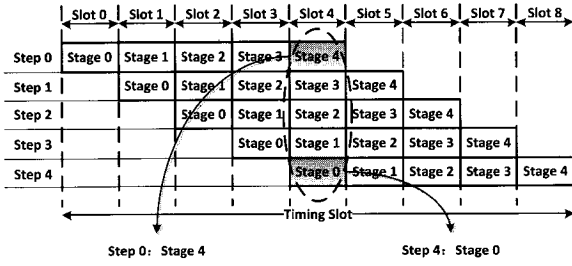 Slot 0 Slot 1 Slot 2 Slot 3 Slot 4 Slot 5 Slot 6 Slot 7 Slot 8
Step 0 Stage 0 Stage 1 Stage 2 Stage 3 Stage 4
Step 1 Stage 0 Stage 1 Stage 2 Stage 3 Stage 4
Step 2 Stage 0 Stage 1 Stage 2 Stage 3 Stage 4
Step 3 Stage 0 Stage 1 Stage 2 Stage 3 Stage 4
Step 4 Stage 0 Stage 1 Stage 2 Stage 3 Stage 4
Timing Slot
Step 0: Stage 4 Step 4: Stage 0